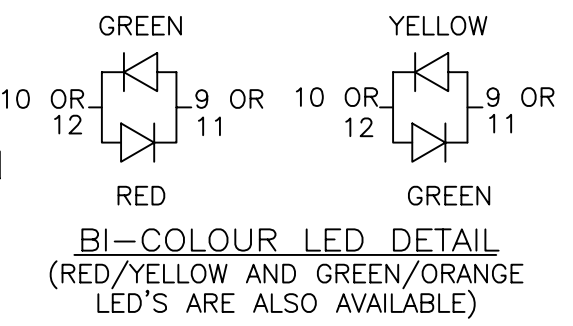 GREEN YELLOW
10 OR 9 OR 10 OR 9 OR
12 11 12 11
RED GREEN
BI-COLOUR LED DETAIL
(RED/YELLOW AND GREEN/ORANGE
LED'S ARE ALSO AVAILABLE)